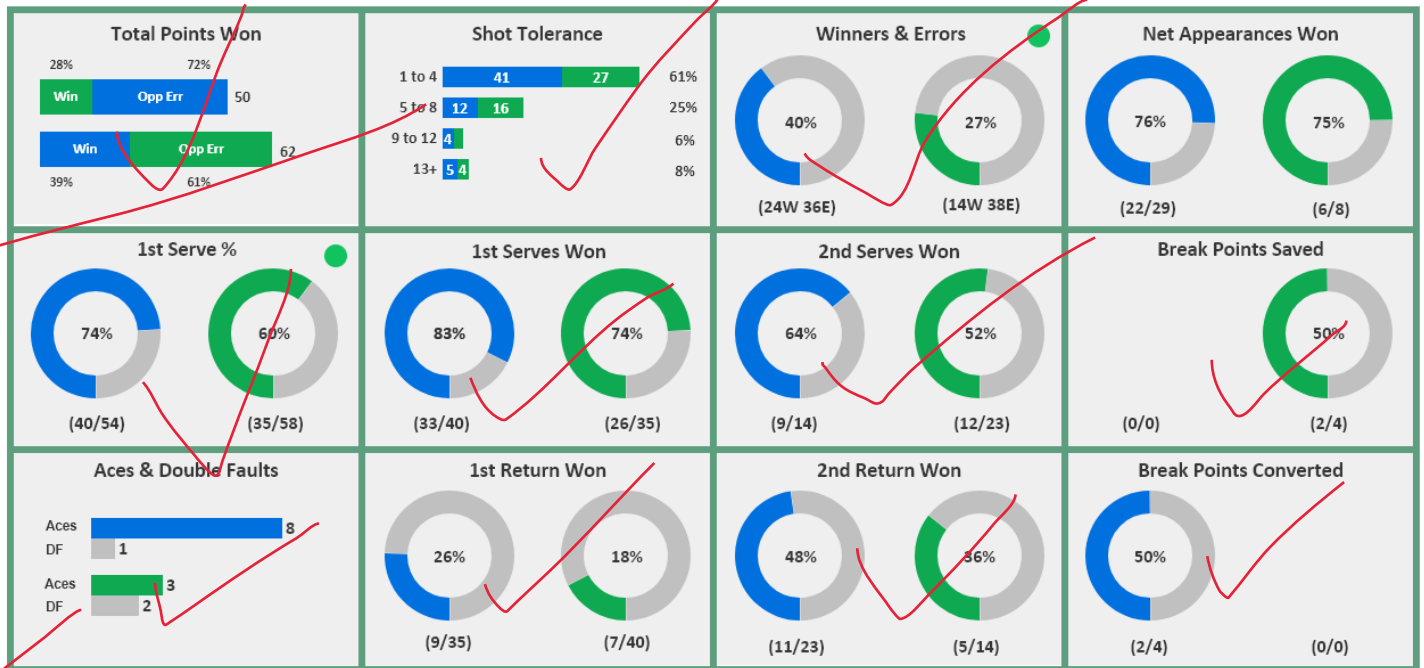 Total Points Won
28% 72%
Win Opp Err 50
Win Opp Err 62
39% 61%
Shot Tolerance
1 to 4 41 27 61%
5 to 8 12 16 25%
9 to 12 4 6%
13+ 5 4 8%
Winners & Errors
40% 27%
(24W 36E) (14W 38E)
Net Appearances Won
76% 75%
(22/29) (6/8)
1st Serve %
74% 60%
(40/54) (35/58)
1st Serves Won
83% 74%
(33/40) (26/35)
2nd Serves Won
64% 52%
(9/14) (12/23)
Break Points Saved
50%
(0/0) (2/4)
Aces & Double Faults
Aces 8
DF 1
Aces 3
DF 2
1st Return Won
26% 18%
(9/35) (7/40)
2nd Return Won
48% 36%
(11/23) (5/14)
Break Points Converted
50%
(2/4) (0/0)